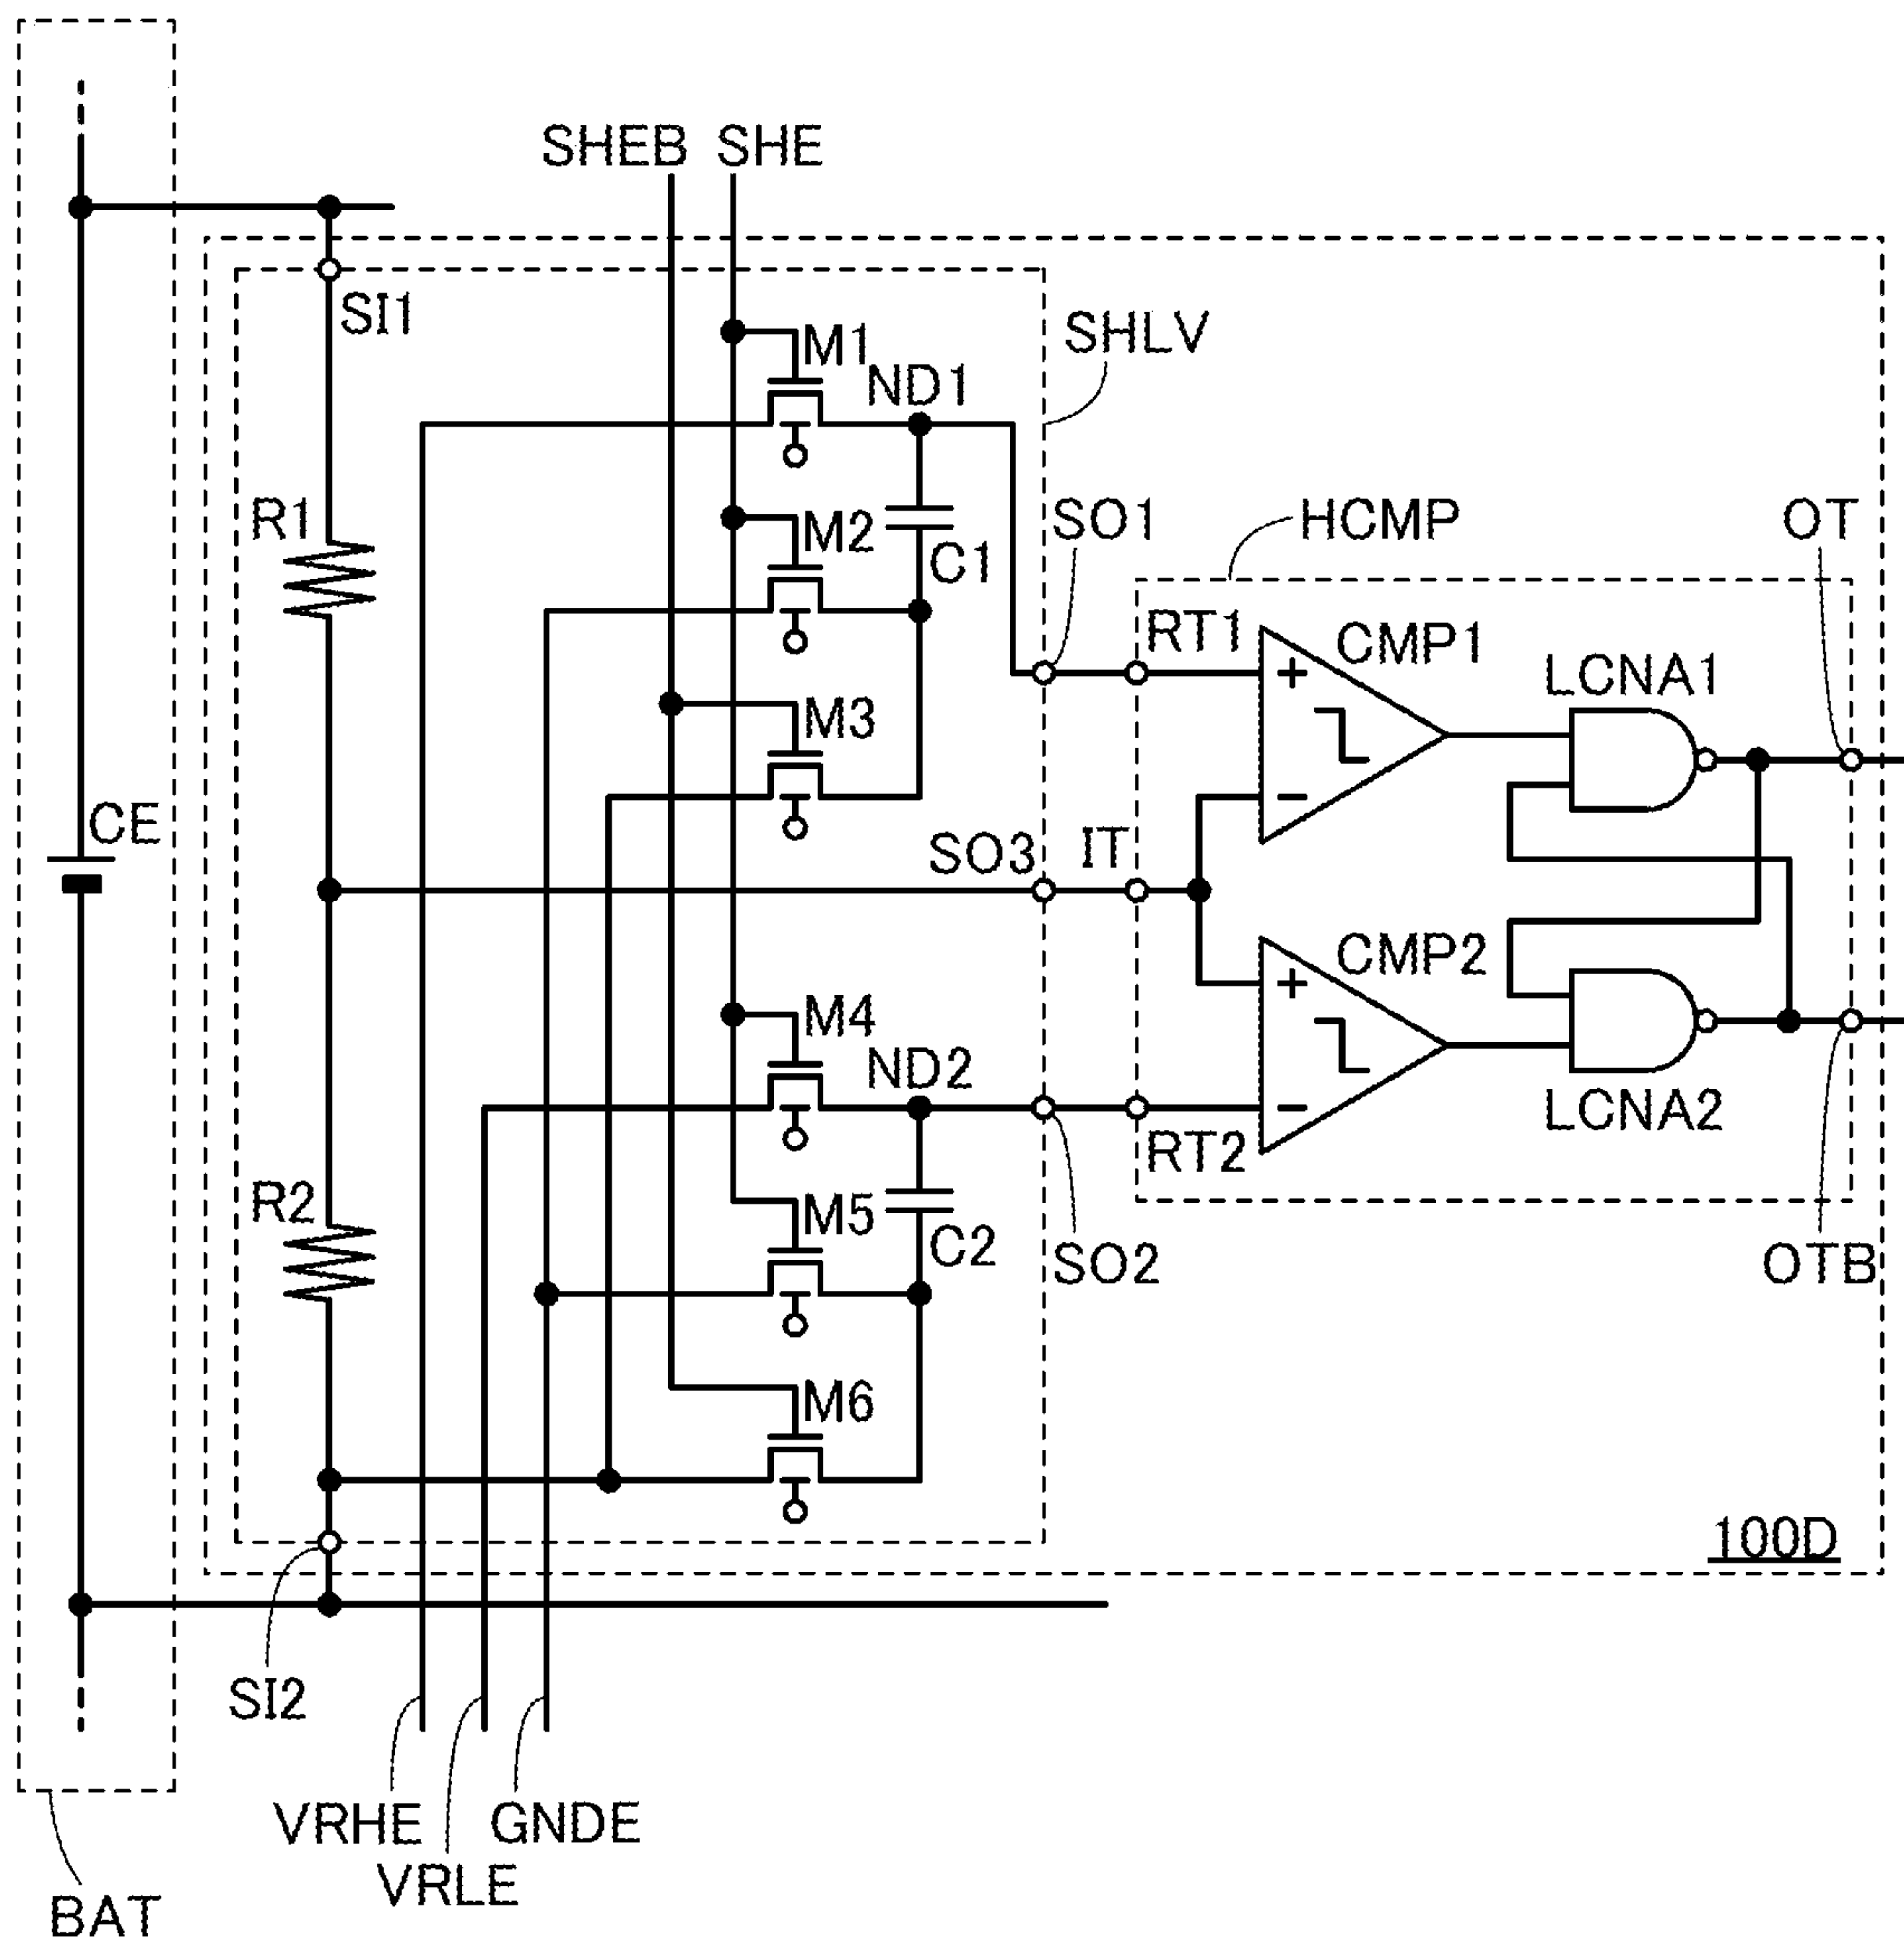 SHEB SHE
SI1
M1
SHLV
ND1
R1
M2
SO1
HCMP
OT
C1
RT1
CMP1
LCNA1
M3
CE
SO3
IT
+
−
CMP2
+
−
M4
ND2
LCNA2
RT2
R2
M5
C2
SO2
OTB
M6
100D
SI2
VRHE
GNDE
VRLE
BAT